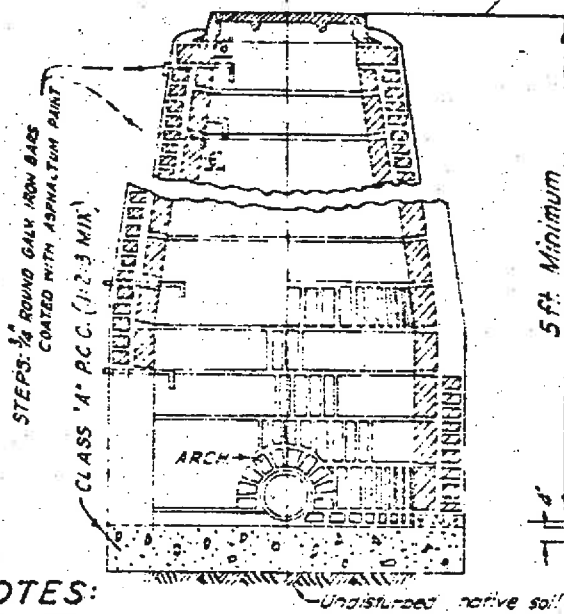 STEPS: 3/4" ROUND GALV. IRON BARS
COATED WITH ASPHALTUM PAINT
CLASS "A" P.C.C. (1-2-3 MIX)
5 ft Minimum
ARCH
4"
OTES:
Undisturbed native soil